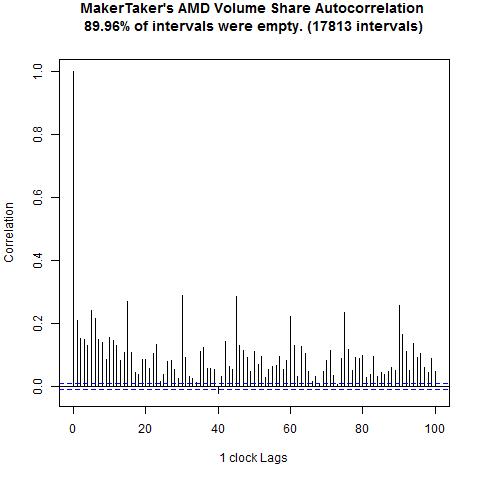 MakerTaker's AMD Volume Share Autocorrelation
89.96% of intervals were empty. (17813 intervals)
Correlation
1.0
0.8
0.6
0.4
0.2
0.0
0 20 40 60 80 100
1 clock Lags